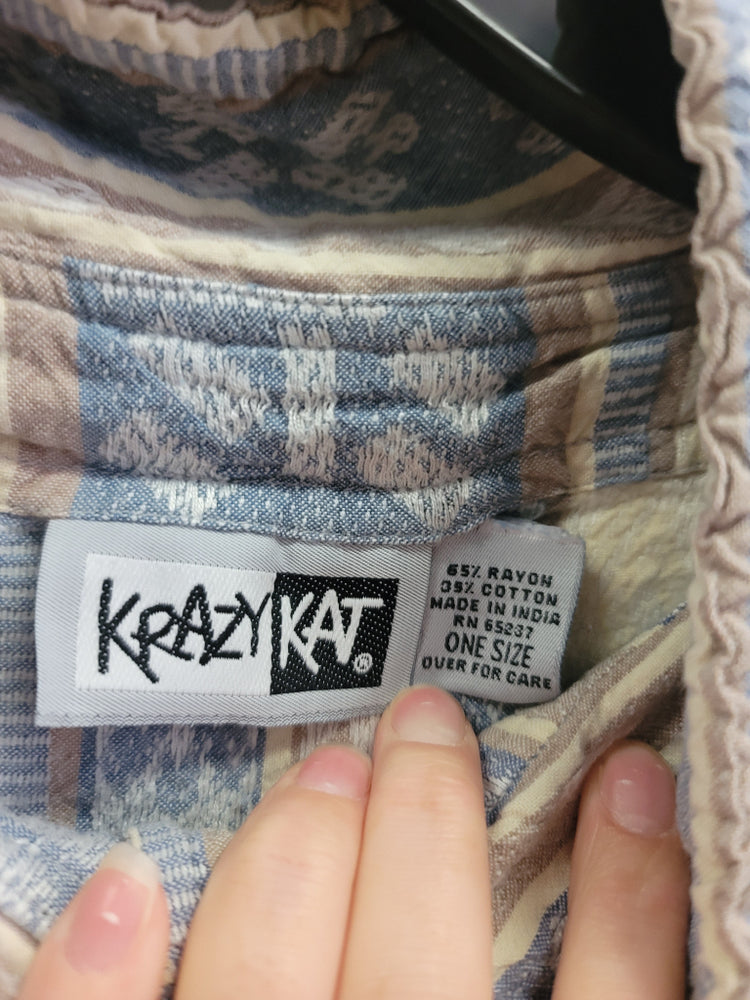 KRAZY KAT ®
65% RAYON
35% COTTON
MADE IN INDIA
RN 65237
ONE SIZE
OVER FOR CARE